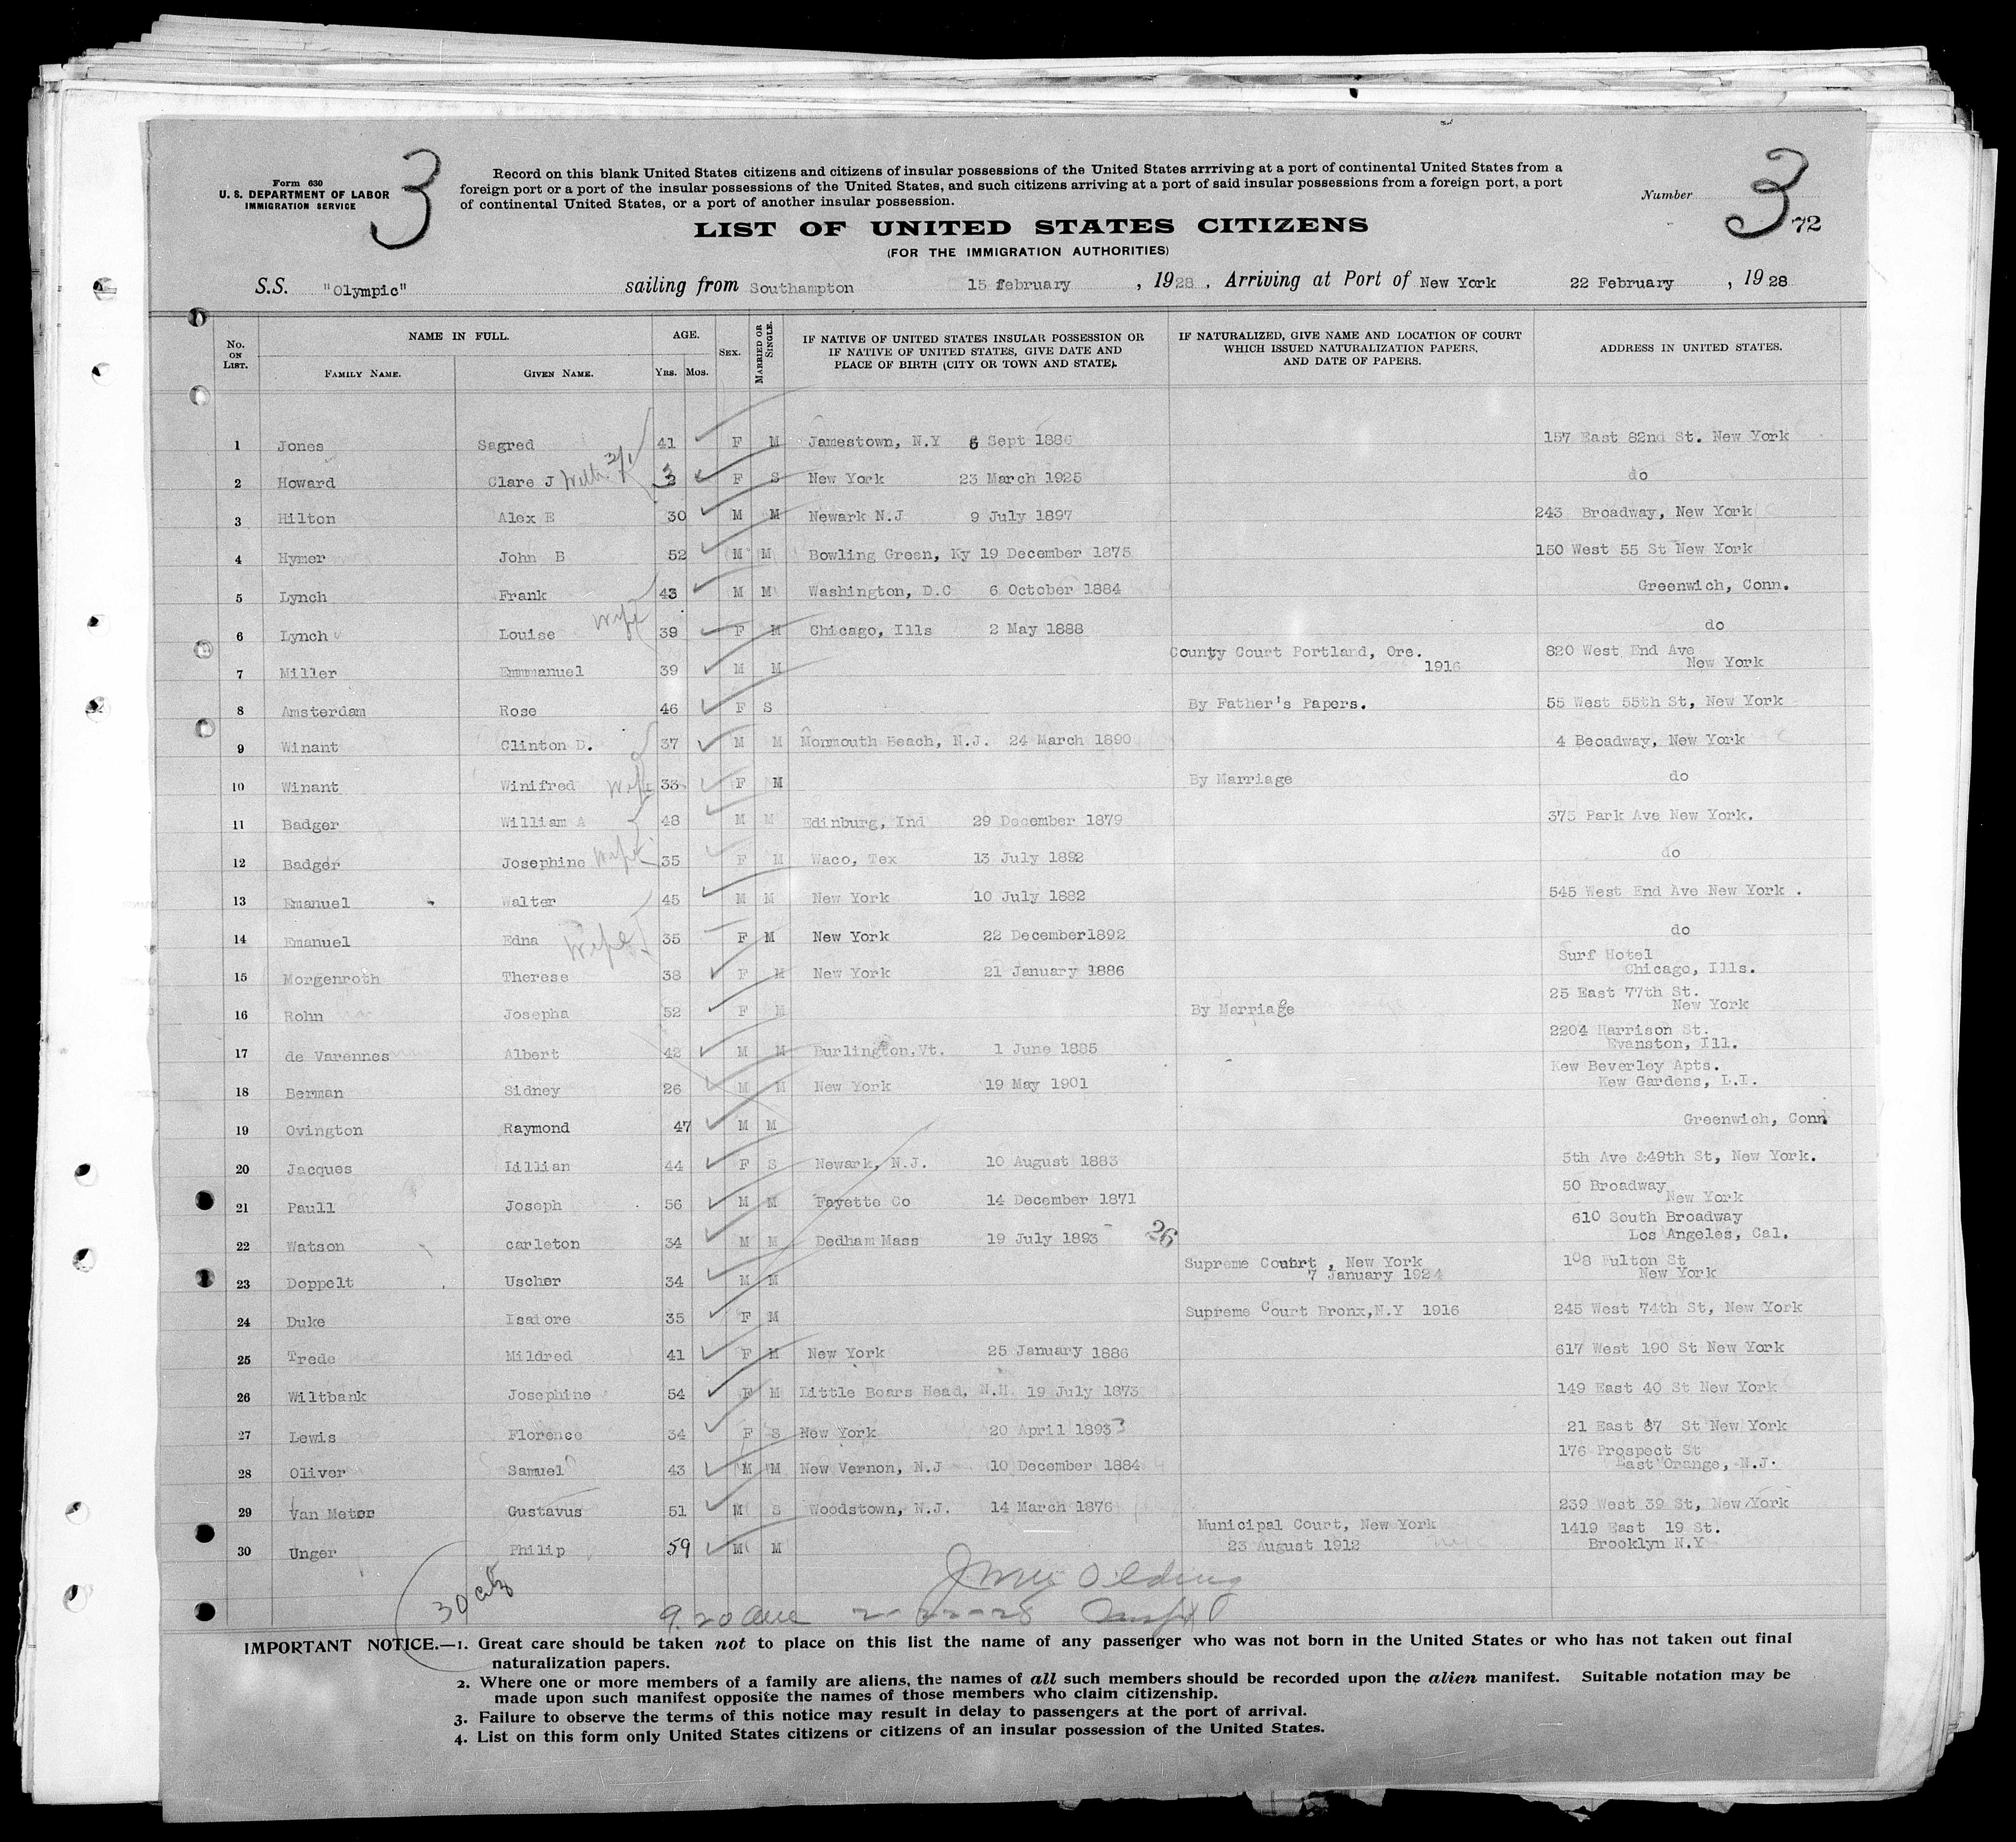 Form 630
U. S. DEPARTMENT OF LABOR
IMMIGRATION SERVICE
3
Record on this blank United States citizens and citizens of insular possessions of the United States arrriving at a port of continental United States from a
foreign port or a port of the insular possessions of the United States, and such citizens arriving at a port of said insular possessions from a foreign port, a port
of continental United States, or a port of another insular possession.
Number 3
72
LIST OF UNITED STATES CITIZENS
(FOR THE IMMIGRATION AUTHORITIES)
S.S. "Olympic" sailing from Southampton 15 february , 1928 . Arriving at Port of New York 22 February , 1928
No. ON LIST. NAME IN FULL. FAMILY NAME. GIVEN NAME. AGE. YRS. MOS. SEX. MARRIED OR SINGLE. IF NATIVE OF UNITED STATES INSULAR POSSESSION OR IF NATIVE OF UNITED STATES, GIVE DATE AND PLACE OF BIRTH (CITY OR TOWN AND STATE). IF NATURALIZED, GIVE NAME AND LOCATION OF COURT WHICH ISSUED NATURALIZATION PAPERS, AND DATE OF PAPERS. ADDRESS IN UNITED STATES.
1 Jones Sagred 41 F M Jamestown, N.Y 6 Sept 1886 157 East 82nd St. New York
2 Howard Clare J With 2/1 3 F S New York 23 March 1925 do
3 Hilton Alex E 30 M M Newark N.J 9 July 1897 243 Broadway, New York
4 Hymer John B 52 M M Bowling Green, Ky 19 December 1875 150 West 55 St New York
5 Lynch Frank 43 M M Washington, D.C 6 October 1884 Greenwich, Conn.
6 Lynch Louise wife 39 F M Chicago, Ills 2 May 1888 do
7 Miller Emmmanuel 39 M M County Court Portland, Ore. 1916 820 West End Ave New York
8 Amsterdam Rose 46 F S By Father's Papers. 55 West 55th St, New York
9 Winant Clinton D. 37 M M Monmouth Beach, N.J. 24 March 1890 4 Beoadway, New York
10 Winant Winifred wife 33 F M By Marriage do
11 Badger William A 48 M M Edinburg, Ind 29 December 1879 375 Park Ave New York.
12 Badger Josephine wife 35 F M Waco, Tex 13 July 1892 do
13 Emanuel Walter 45 M M New York 10 July 1882 545 West End Ave New York .
14 Emanuel Edna wife 35 F M New York 22 December1892 do
15 Morgenroth Therese 38 F M New York 21 January 1886 Surf Hotel Chicago, Ills.
16 Rohn Josepha 52 F M By Marriage 25 East 77th St. New York
17 de Varennes Albert 42 M M Burlington,Vt. 1 June 1885 2204 Harrison St. Evanston, Ill.
18 Berman Sidney 26 M M New York 19 May 1901 Kew Beverley Apts. Kew Gardens, L.I.
19 Ovington Raymond 47 M M Greenwich, Conn
20 Jacques Lillian 44 F S Newark, N.J. 10 August 1883 5th Ave &49th St, New York.
21 Paull Joseph 56 M M Fayette Co 14 December 1871 50 Broadway New York
22 Watson carleton 34 M M Dedham Mass 19 July 1893 26 610 South Broadway Los Angeles, Cal.
23 Doppelt Uscher 34 M M Supreme Court , New York 7 January 1924 108 Fulton St New York
24 Duke Isadore 35 F M Supreme Court Bronx,N.Y 1916 245 West 74th St, New York
25 Trede Mildred 41 F M New York 25 January 1886 617 West 190 St New York
26 Wiltbank Josephine 54 F M Little Boars Head, N.H. 19 July 1873 149 East 40 St New York
27 Lewis Florence 34 F S New York 20 April 1893 21 East 87 St New York
28 Oliver Samuel 43 M M New Vernon, N.J 10 December 1884 176 Prospect St East Orange, N.J.
29 Van Meter Gustavus 51 M S Woodstown, N.J. 14 March 1876 239 West 39 St, New York
30 Unger Philip 59 M M Municipal Court, New York 23 August 1912 1419 East 19 St. Brooklyn N.Y
30 citz
9.20 am 2-22-28
IMPORTANT NOTICE.—1. Great care should be taken not to place on this list the name of any passenger who was not born in the United States or who has not taken out final
naturalization papers.
2. Where one or more members of a family are aliens, the names of all such members should be recorded upon the alien manifest. Suitable notation may be
made upon such manifest opposite the names of those members who claim citizenship.
3. Failure to observe the terms of this notice may result in delay to passengers at the port of arrival.
4. List on this form only United States citizens or citizens of an insular possession of the United States.